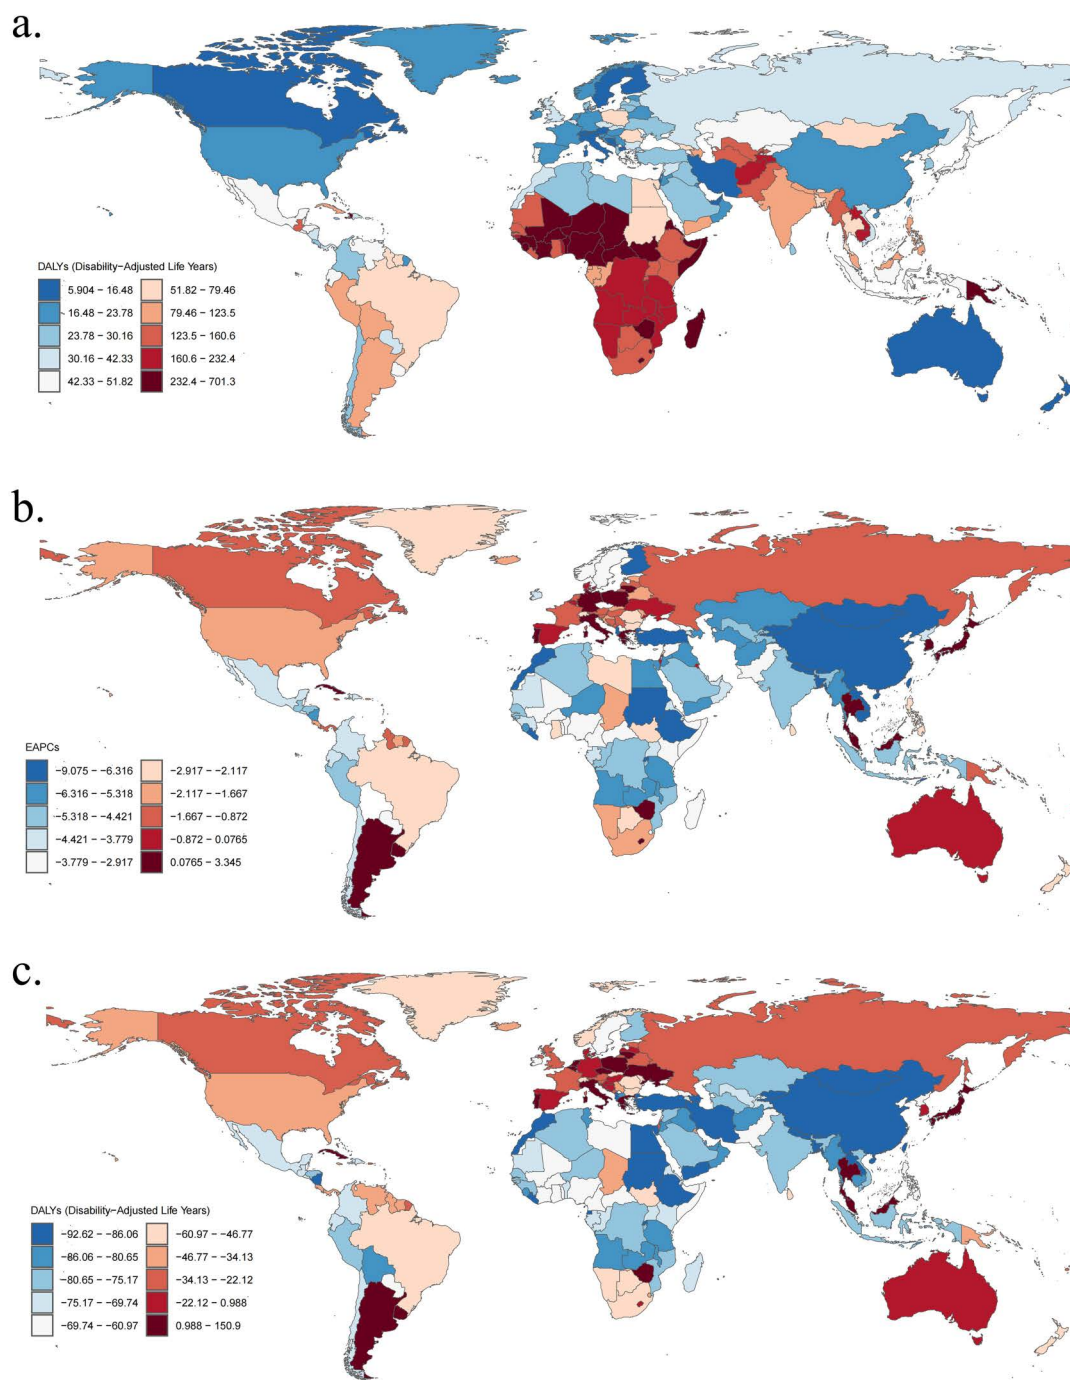 a.
DALYs (Disability−Adjusted Life Years)
5.904 − 16.48 51.82 − 79.46
16.48 − 23.78 79.46 − 123.5
23.78 − 30.16 123.5 − 160.6
30.16 − 42.33 160.6 − 232.4
42.33 − 51.82 232.4 − 701.3
b.
EAPCs
−9.075 − −6.316 −2.917 − −2.117
−6.316 − −5.318 −2.117 − −1.667
−5.318 − −4.421 −1.667 − −0.872
−4.421 − −3.779 −0.872 − 0.0765
−3.779 − −2.917 0.0765 − 3.345
c.
DALYs (Disability−Adjusted Life Years)
−92.62 − −86.06 −60.97 − −46.77
−86.06 − −80.65 −46.77 − −34.13
−80.65 − −75.17 −34.13 − −22.12
−75.17 − −69.74 −22.12 − 0.988
−69.74 − −60.97 0.988 − 150.9